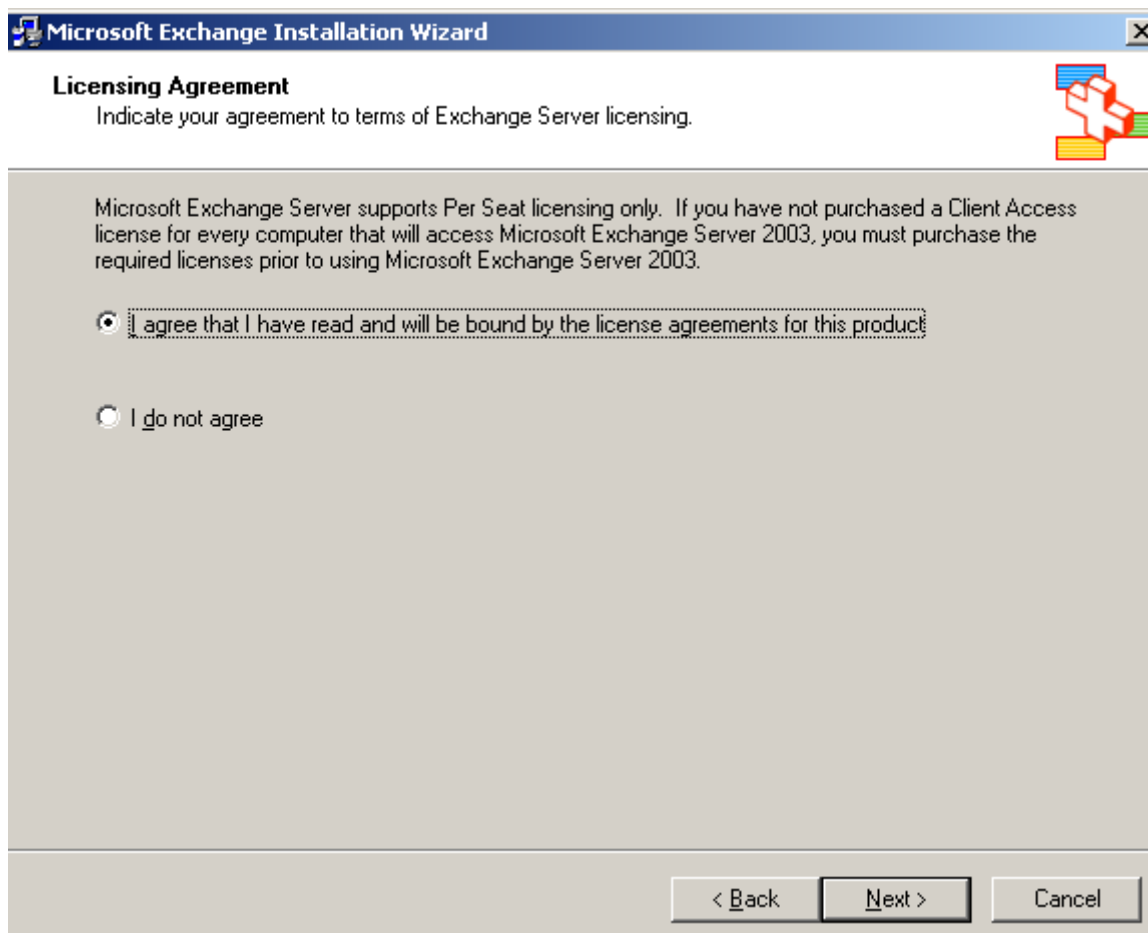 Microsoft Exchange Installation Wizard
Licensing Agreement
Indicate your agreement to terms of Exchange Server licensing.
Microsoft Exchange Server supports Per Seat licensing only.  If you have not purchased a Client Access
license for every computer that will access Microsoft Exchange Server 2003, you must purchase the
required licenses prior to using Microsoft Exchange Server 2003.
I agree that I have read and will be bound by the license agreements for this product
I do not agree
< Back Next > Cancel